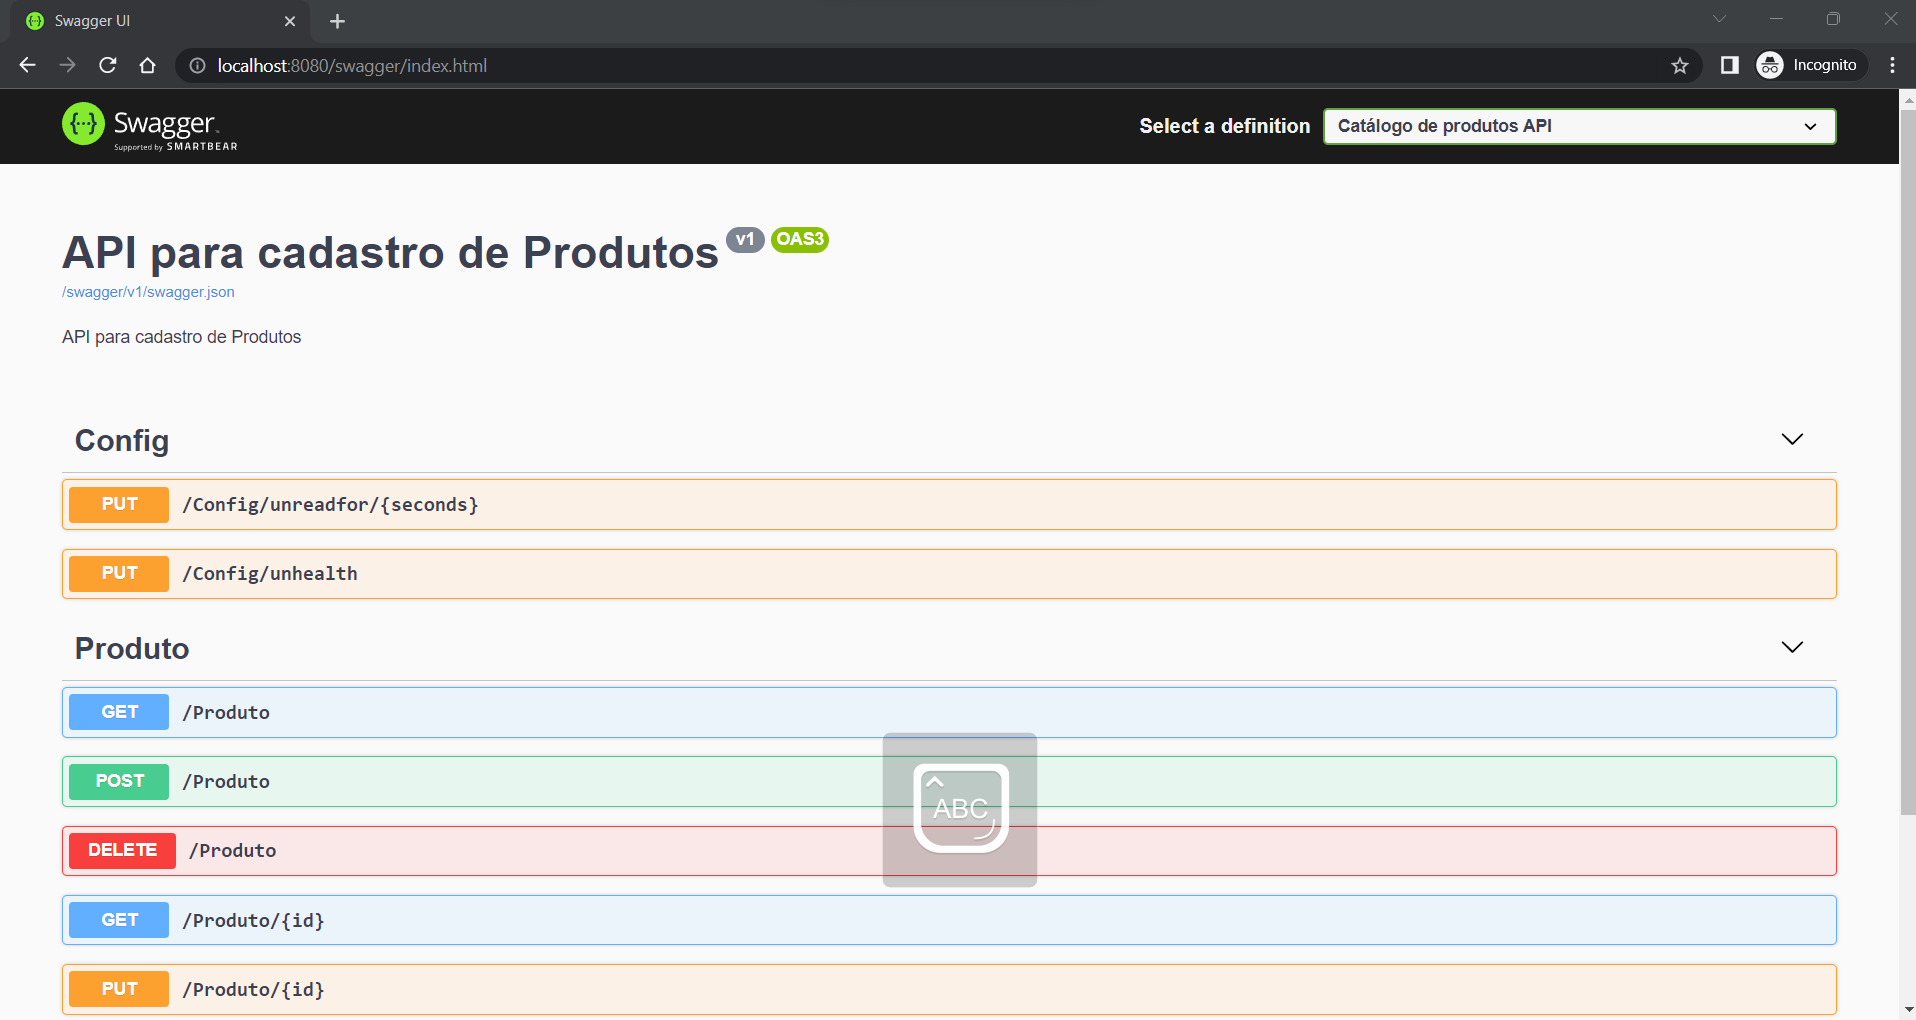 Swagger UI
localhost:8080/swagger/index.html
Incognito
Swagger
Supported by SMARTBEAR
Select a definition
Catálogo de produtos API
API para cadastro de Produtos v1 OAS3
/swagger/v1/swagger.json
API para cadastro de Produtos
Config
PUT /Config/unreadfor/{seconds}
PUT /Config/unhealth
Produto
GET /Produto
POST /Produto
ABC
DELETE /Produto
GET /Produto/{id}
PUT /Produto/{id}